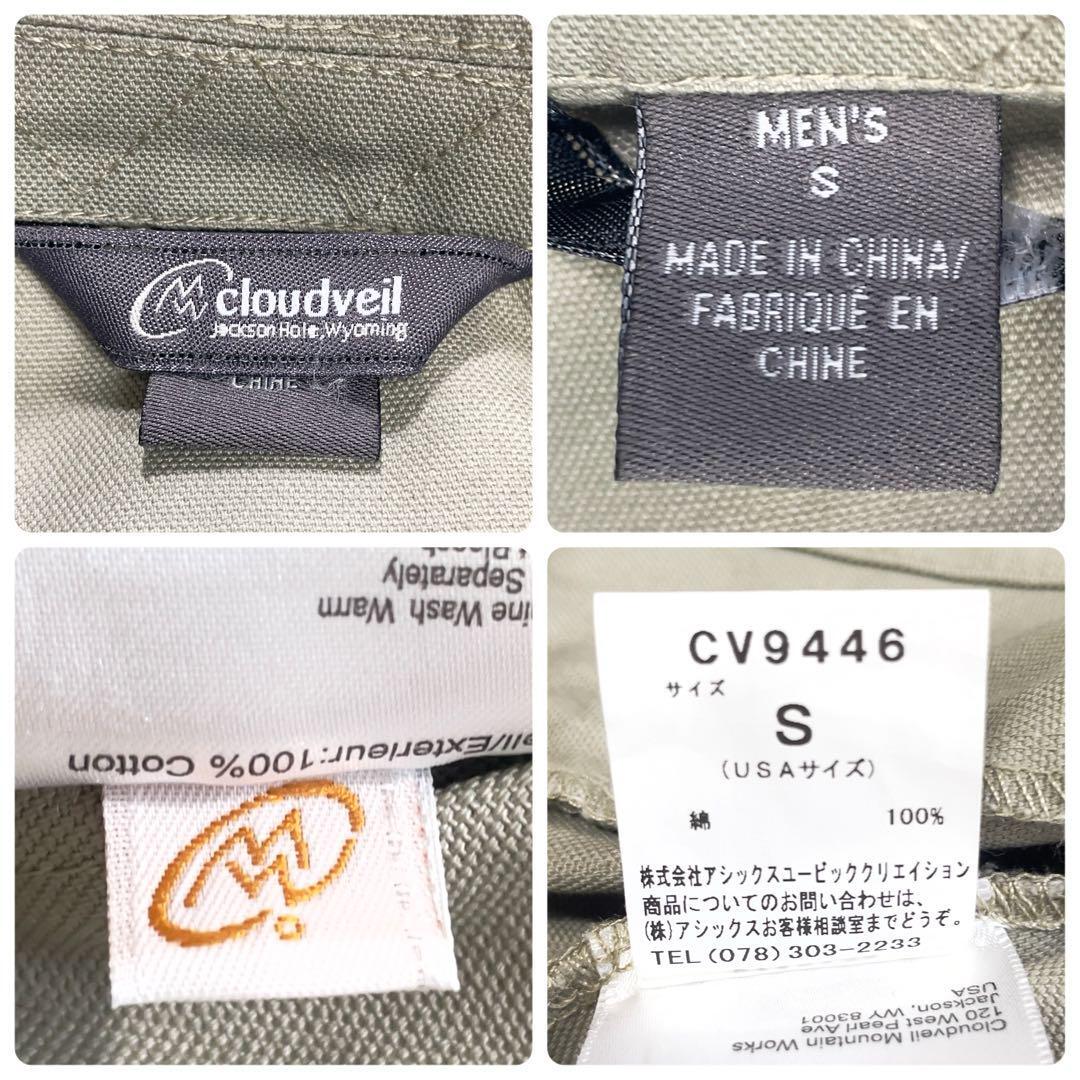 cloudveil
Jackson Hole, Wyoming
CHINE
MEN'S
S
MADE IN CHINA/
FABRIQUÉ EN
CHINE
Wash Warm
Separately
100% Cotton
CV9446
サイズ
S
(USAサイズ)
綿 100%
株式会社アシックスユーピッククリエイション
商品についてのお問い合わせは、
(株)アシックスお客様相談室までどうぞ。
TEL(078)303-2233
Cloudveil Mountain Works
120 West Pearl Ave
Jackson, WY 83001
USA